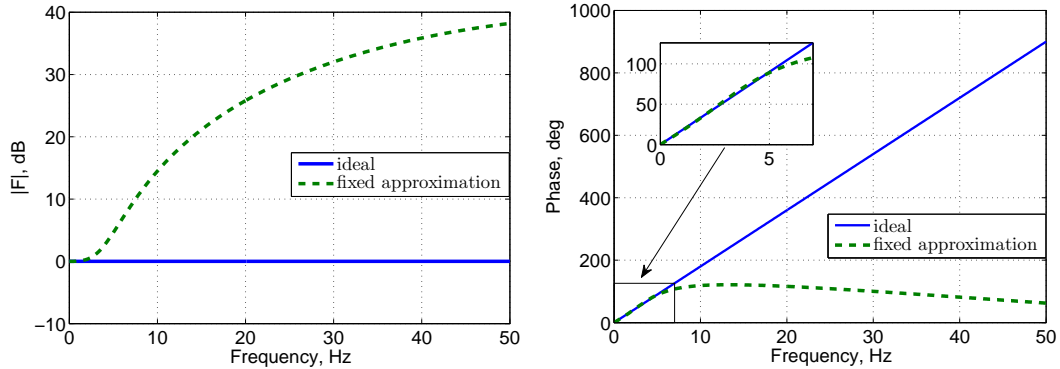 40
30
20
10
0
−10
|F|, dB
ideal
fixed approximation
0 10 20 30 40 50
Frequency, Hz
1000
800
600
400
200
0
Phase, deg
100
50
0
0 5
ideal
fixed approximation
0 10 20 30 40 50
Frequency, Hz